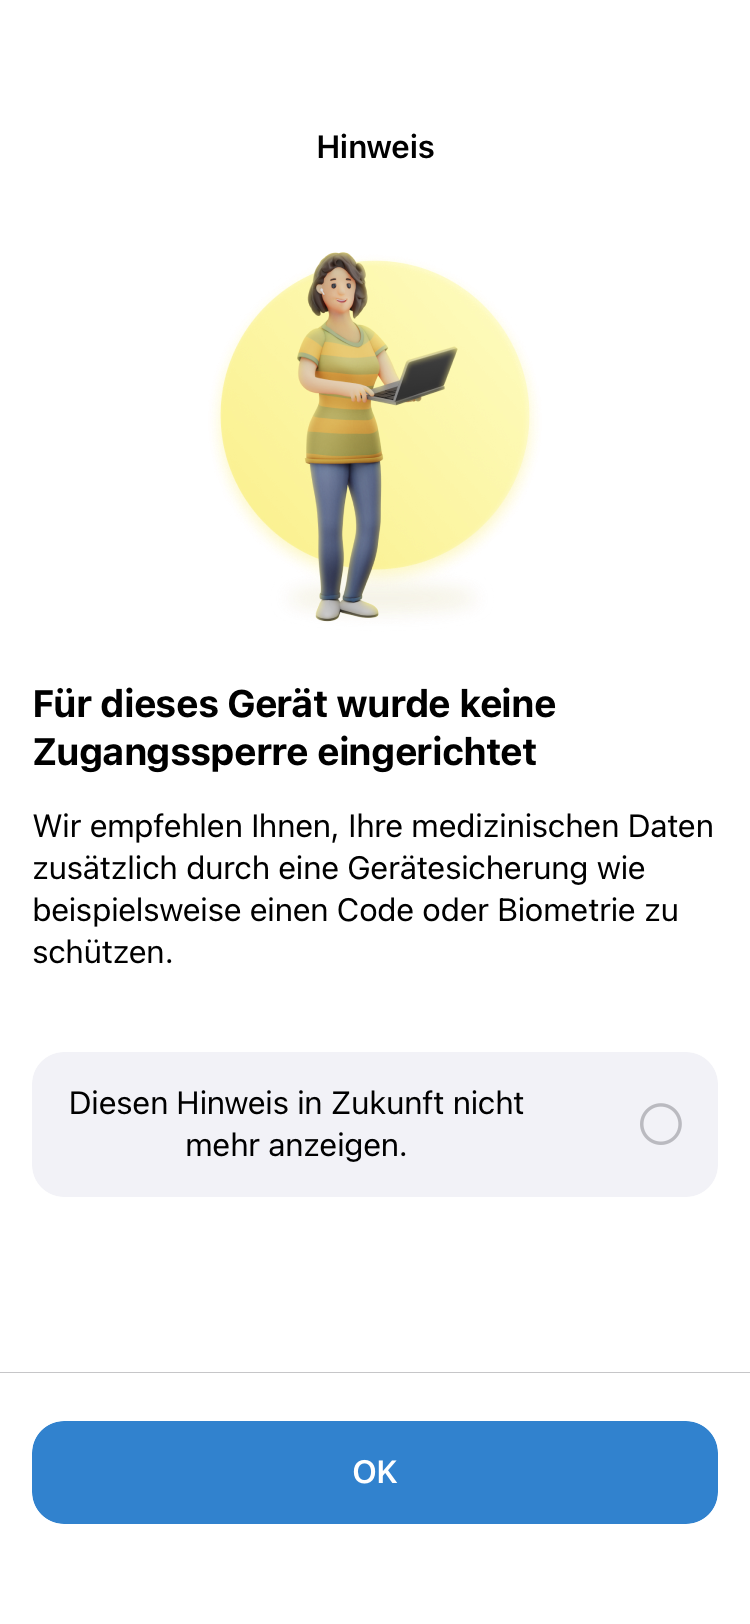 Hinweis
Für dieses Gerät wurde keine
Zugangssperre eingerichtet
Wir empfehlen Ihnen, Ihre medizinischen Daten
zusätzlich durch eine Gerätesicherung wie
beispielsweise einen Code oder Biometrie zu
schützen.
Diesen Hinweis in Zukunft nicht
mehr anzeigen.
OK